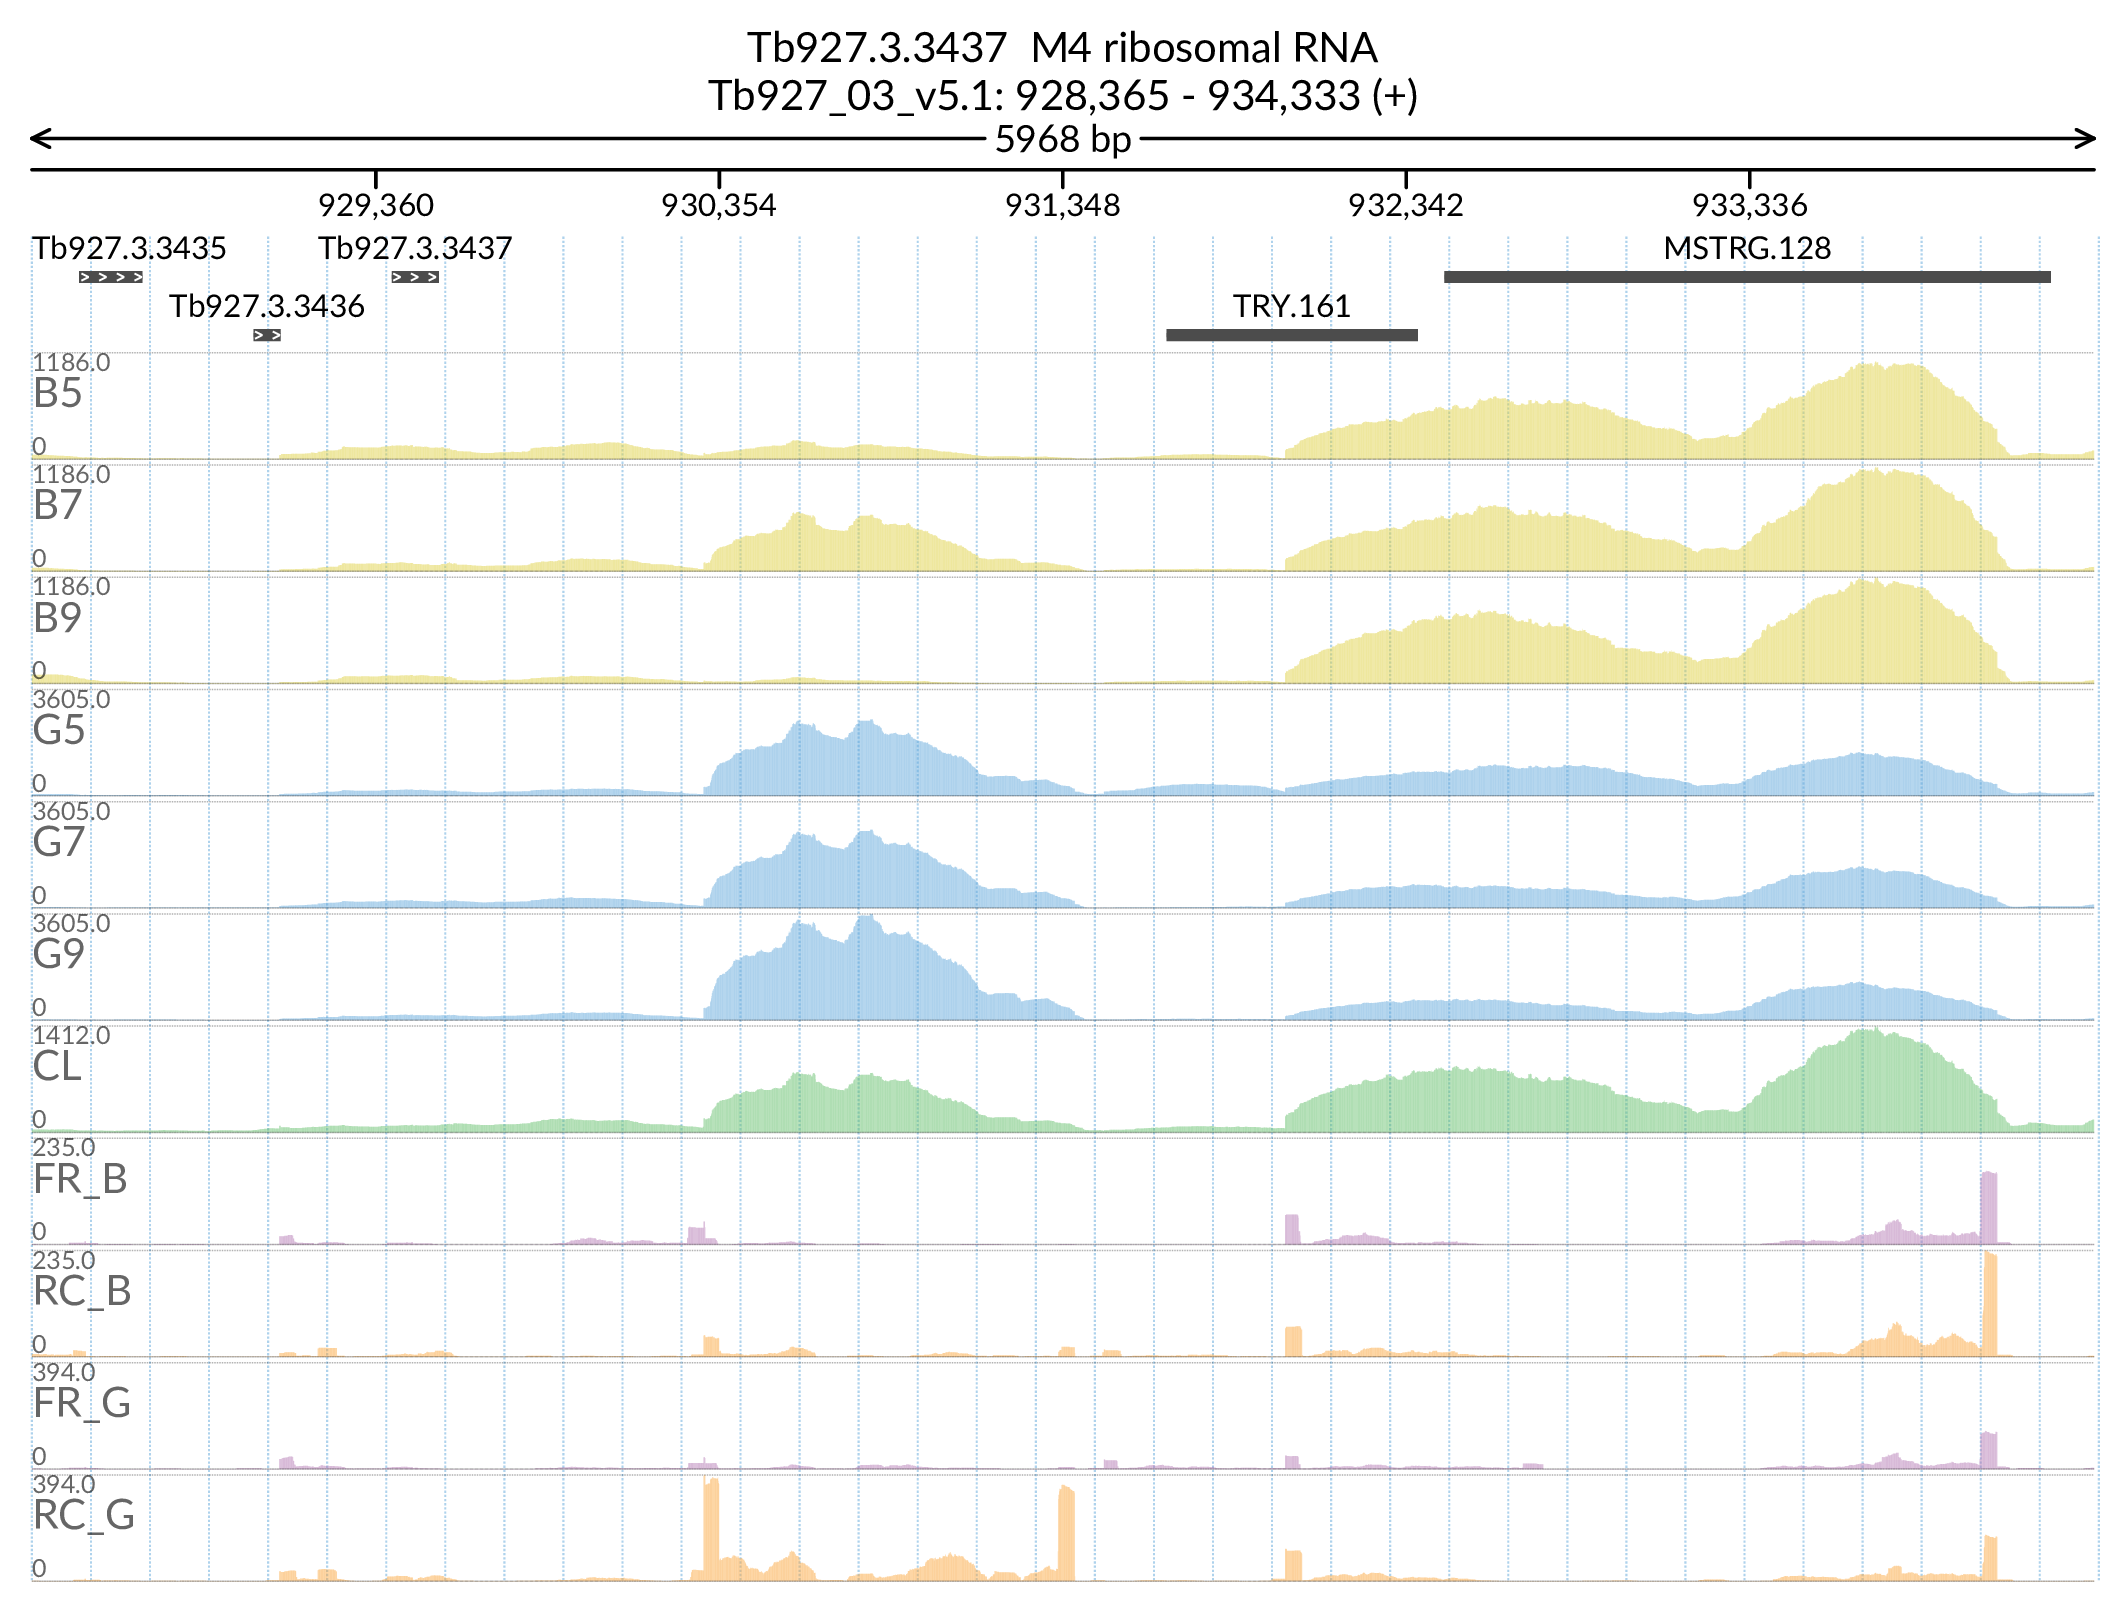 Tb927.3.3437 M4 ribosomal RNA
Tb927_03_v5.1: 928,365 - 934,333 (+)
5968 bp
929,360 930,354 931,348 932,342 933,336
Tb927.3.3435 Tb927.3.3437 MSTRG.128
Tb927.3.3436 TRY.161
1186.0
B5
0
1186.0
B7
0
1186.0
B9
0
3605.0
G5
0
3605.0
G7
0
3605.0
G9
0
1412.0
CL
0
235.0
FR_B
0
235.0
RC_B
0
394.0
FR_G
0
394.0
RC_G
0